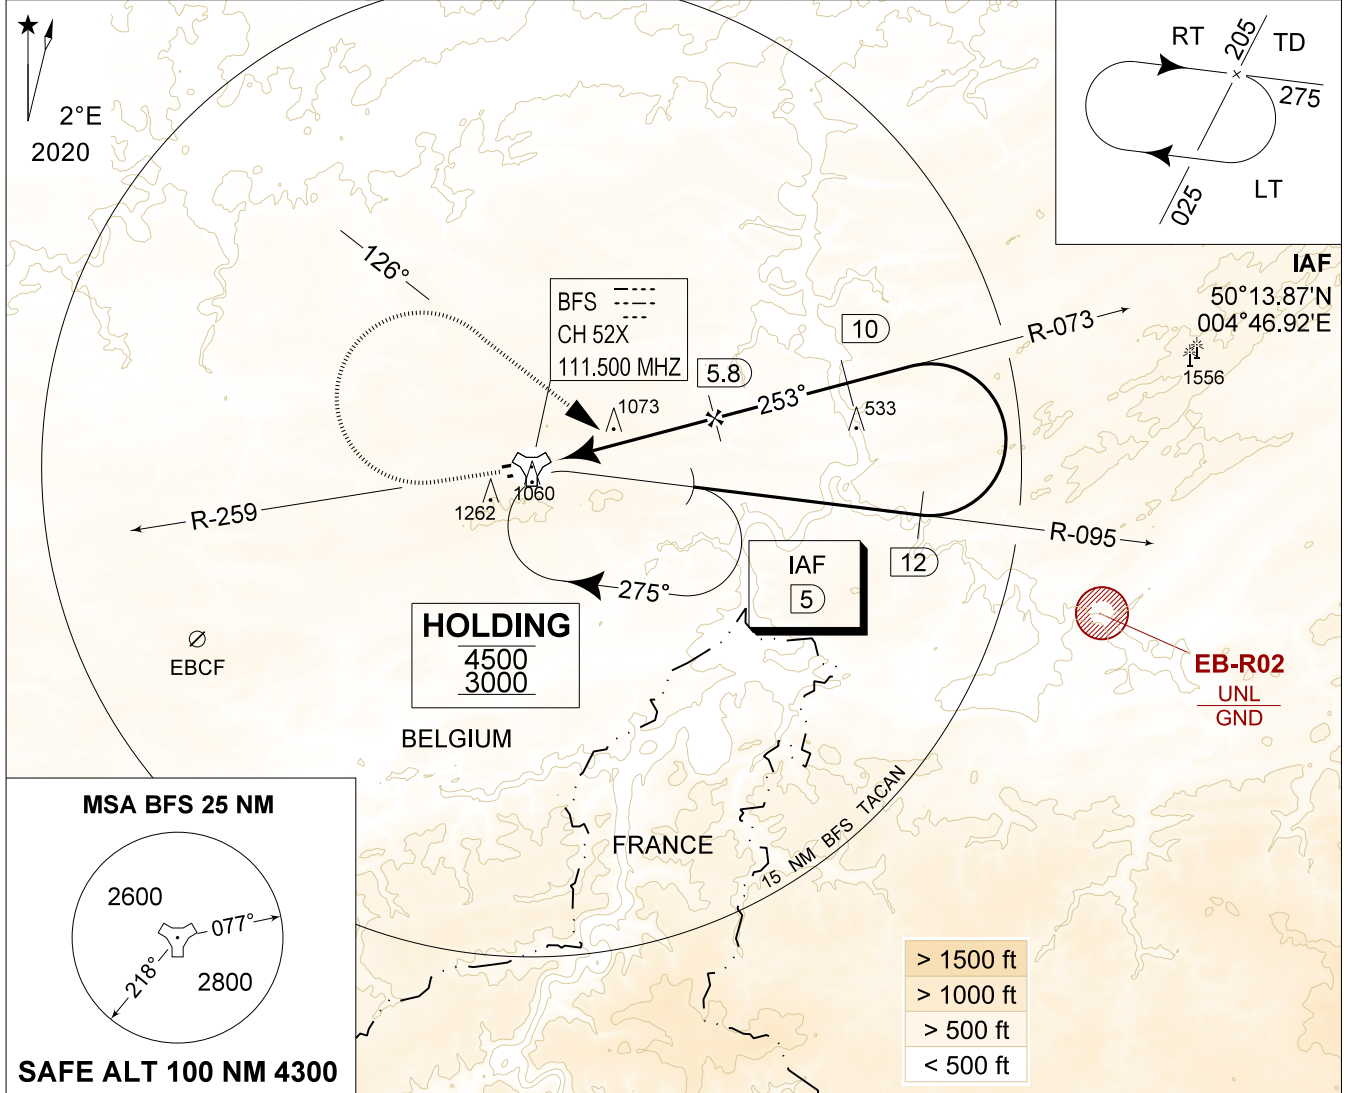 2°E
2020
RT
205
TD
275
025
LT
IAF
50°13.87'N
004°46.92'E
1556
126°
BFS
CH 52X
111.500 MHZ
10
R-073
5.8
253°
1073
533
1060
1262
R-259
R-095
275°
IAF
5
12
HOLDING
4500
3000
EBCF
EB-R02
UNL
GND
BELGIUM
FRANCE
15 NM BFS TACAN
MSA BFS 25 NM
2600
077°
218°
2800
SAFE ALT 100 NM 4300
> 1500 ft
> 1000 ft
> 500 ft
< 500 ft